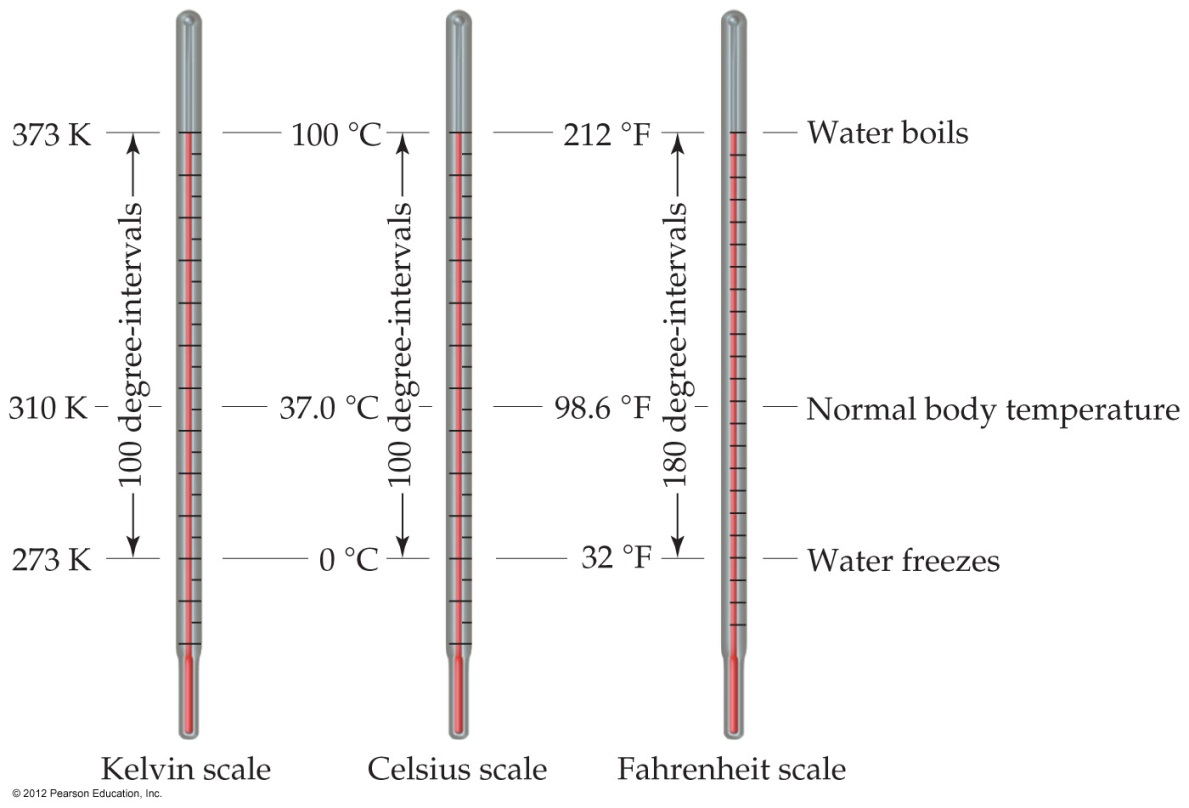 373 K
100 °C
212 °F
Water boils
100 degree-intervals
100 degree-intervals
180 degree-intervals
310 K
37.0 °C
98.6 °F
Normal body temperature
273 K
0 °C
32 °F
Water freezes
Kelvin scale
Celsius scale
Fahrenheit scale
© 2012 Pearson Education, Inc.